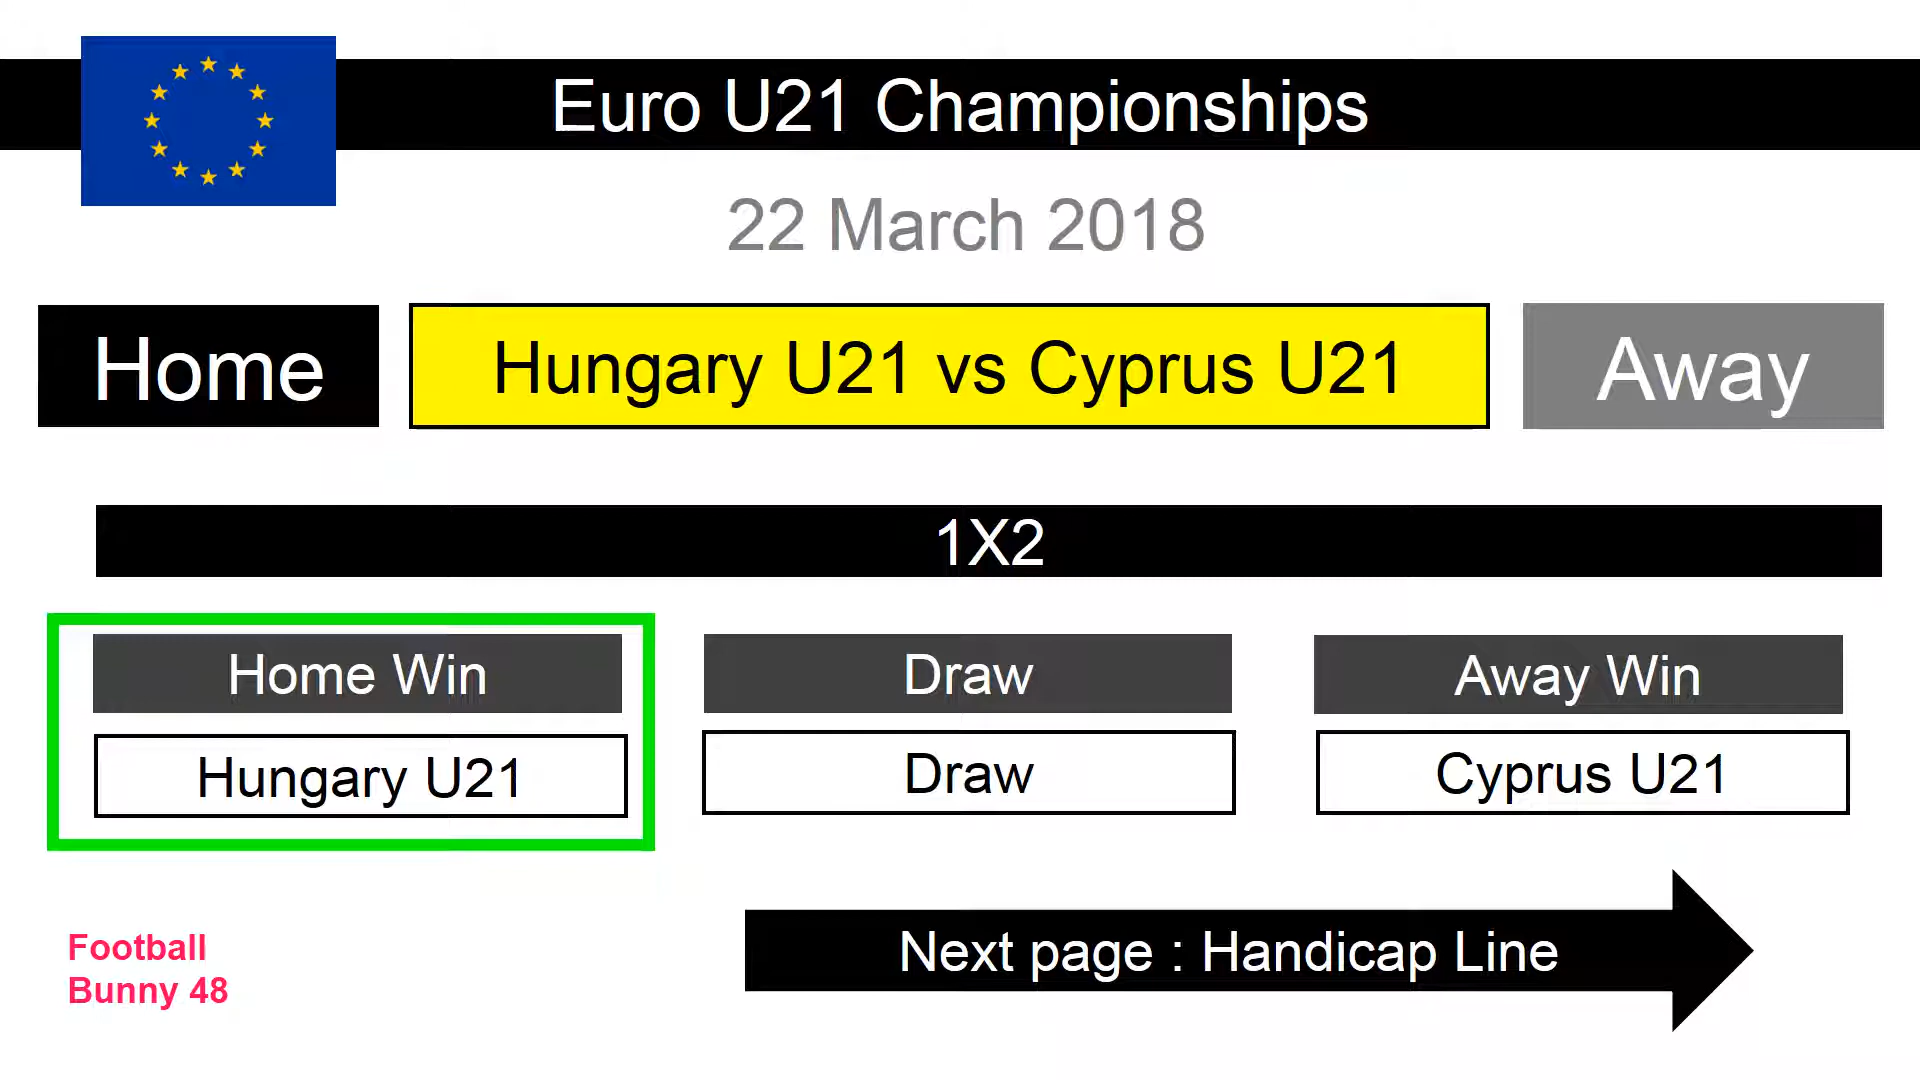 Euro U21 Championships
22 March 2018
Home
Hungary U21 vs Cyprus U21
Away
1X2
Home Win
Draw
Away Win
Hungary U21
Draw
Cyprus U21
Football
Bunny 48
Next page : Handicap Line